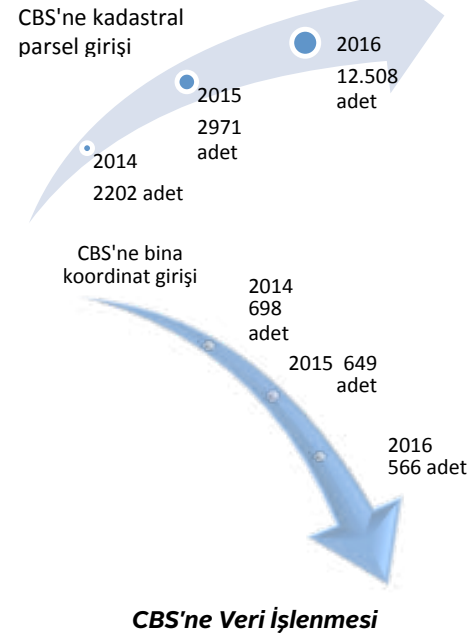 CBS'ne kadastral
parsel girişi
2016
12.508
adet
2015
2971
adet
2014
2202 adet
CBS'ne bina
koordinat girişi
2014
698
adet
2015 649
adet
2016
566 adet
CBS'ne Veri İşlenmesi